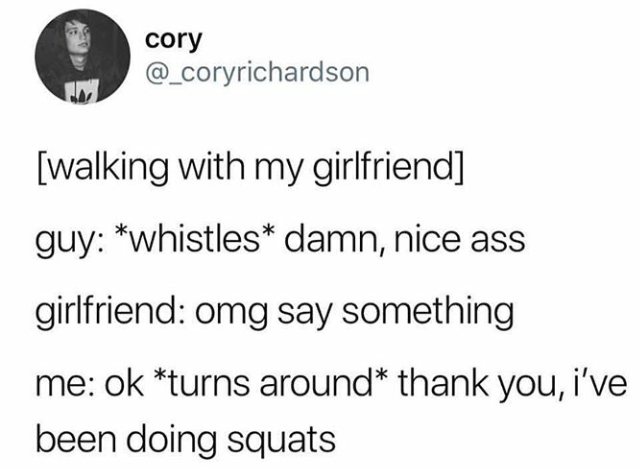 cory
@_coryrichardson
[walking with my girlfriend]
guy: *whistles* damn, nice ass
girlfriend: omg say something
me: ok *turns around* thank you, i've
been doing squats